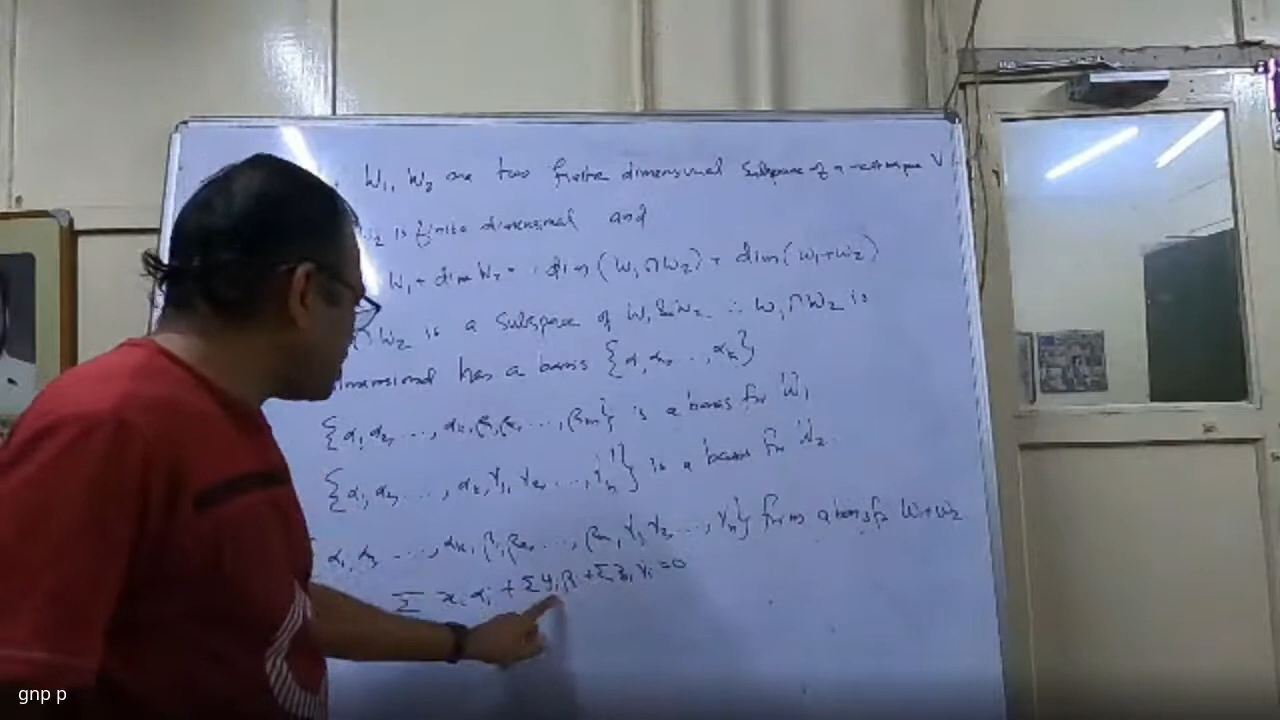 W₁, W₂ are two finite dimensional subspace of a vector space V
W₂ is finite dimensional and
W₁ + dim W₂ = dim (W₁ ∩ W₂) + dim (W₁+W₂)
∩ W₂ is a subspace of W₁ & W₂ ∴ W₁ ∩ W₂ is
dimensional has a basis {α₁, α₂, ..., αₖ}
{α₁, α₂, ..., αₖ, β₁, β₂, ..., βₘ} is a basis for W₁
{α₁, α₂, ..., αₖ, γ₁, γ₂, ..., γₙ} is a basis for W₂
α₁, α₂, ..., αₖ, β₁, β₂, ..., βₘ, γ₁, γ₂, ..., γₙ} forms a basis for W₁+W₂
Σ xᵢ αᵢ + Σ yᵢ βᵢ + Σ zᵢ γᵢ = 0
gnp p